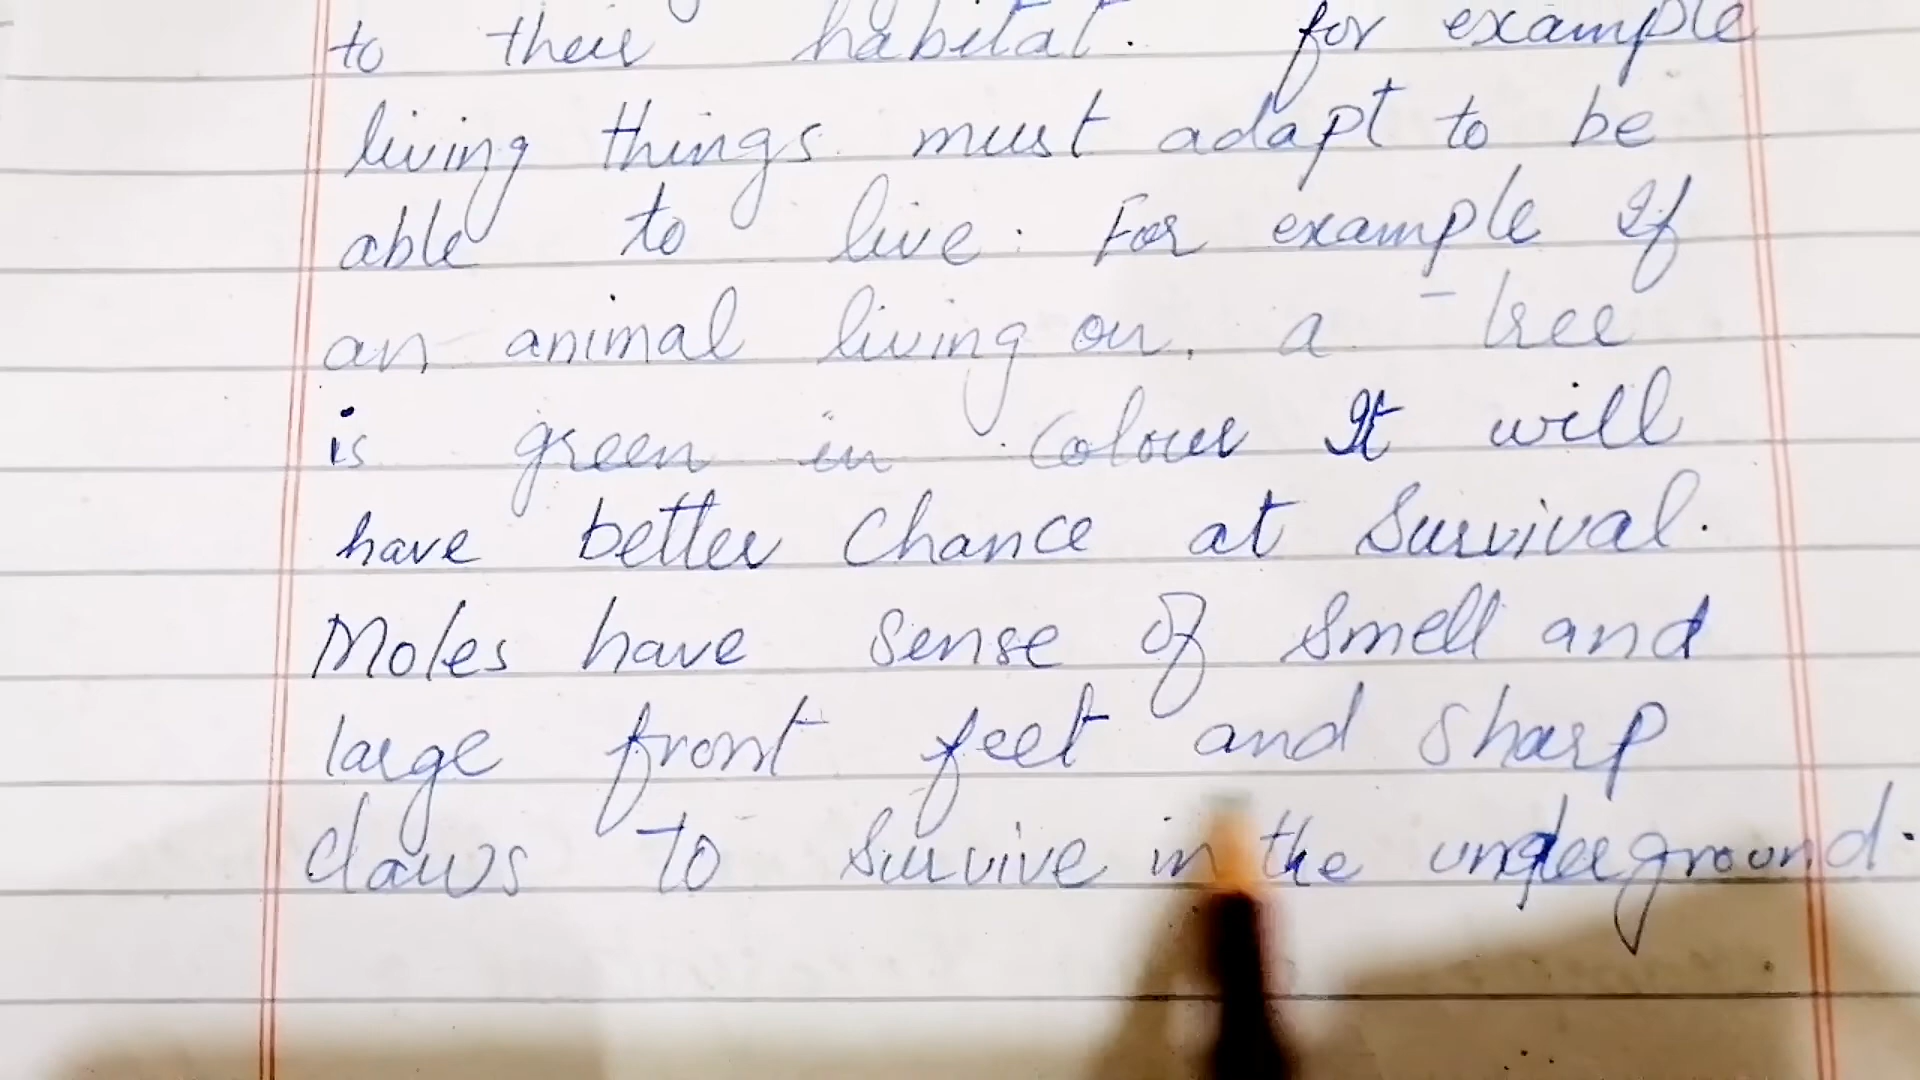 to their habitat. for example
living things must adapt to be
able to live. For example If
an animal living on a tree
is green in colour It will
have better chance at survival.
Moles have sense of smell and
large front feet and sharp
claws To survive in the underground.